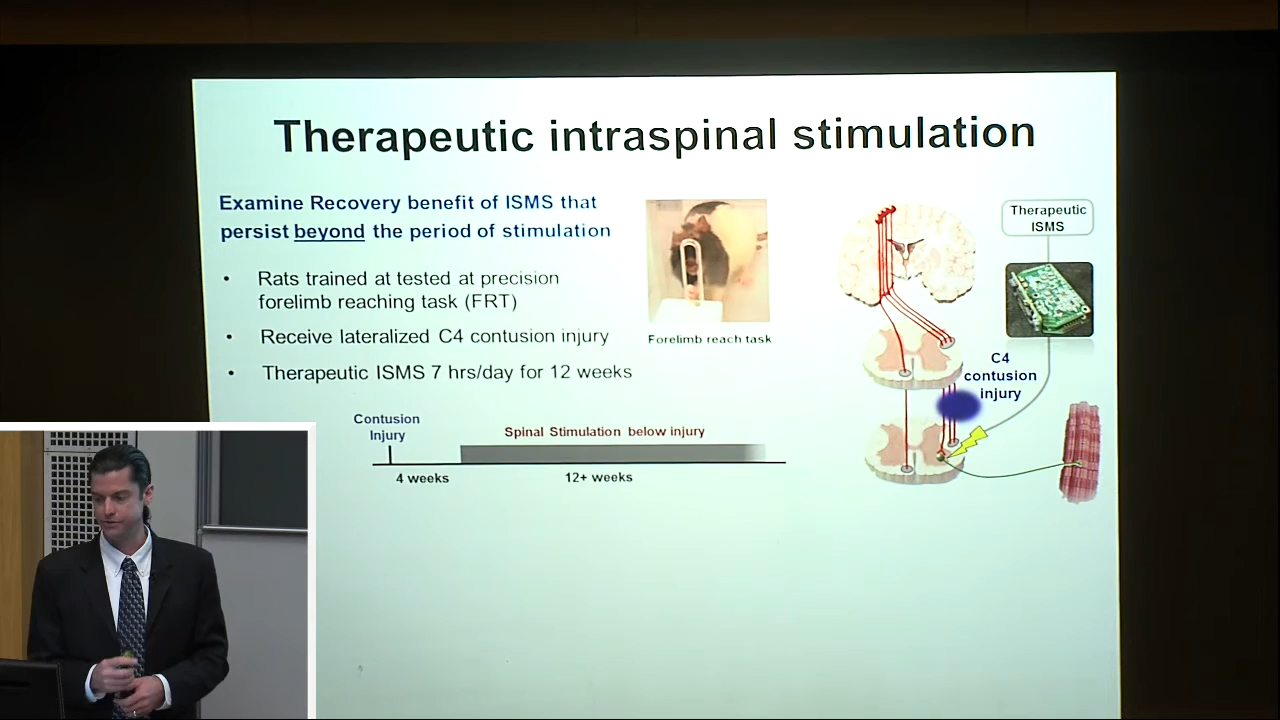 Therapeutic intraspinal stimulation
Examine Recovery benefit of ISMS that
persist beyond the period of stimulation
• Rats trained at tested at precision
forelimb reaching task (FRT)
• Receive lateralized C4 contusion injury
• Therapeutic ISMS 7 hrs/day for 12 weeks
Forelimb reach task
Therapeutic
ISMS
C4
contusion
injury
Contusion
Injury
Spinal Stimulation below injury
4 weeks
12+ weeks